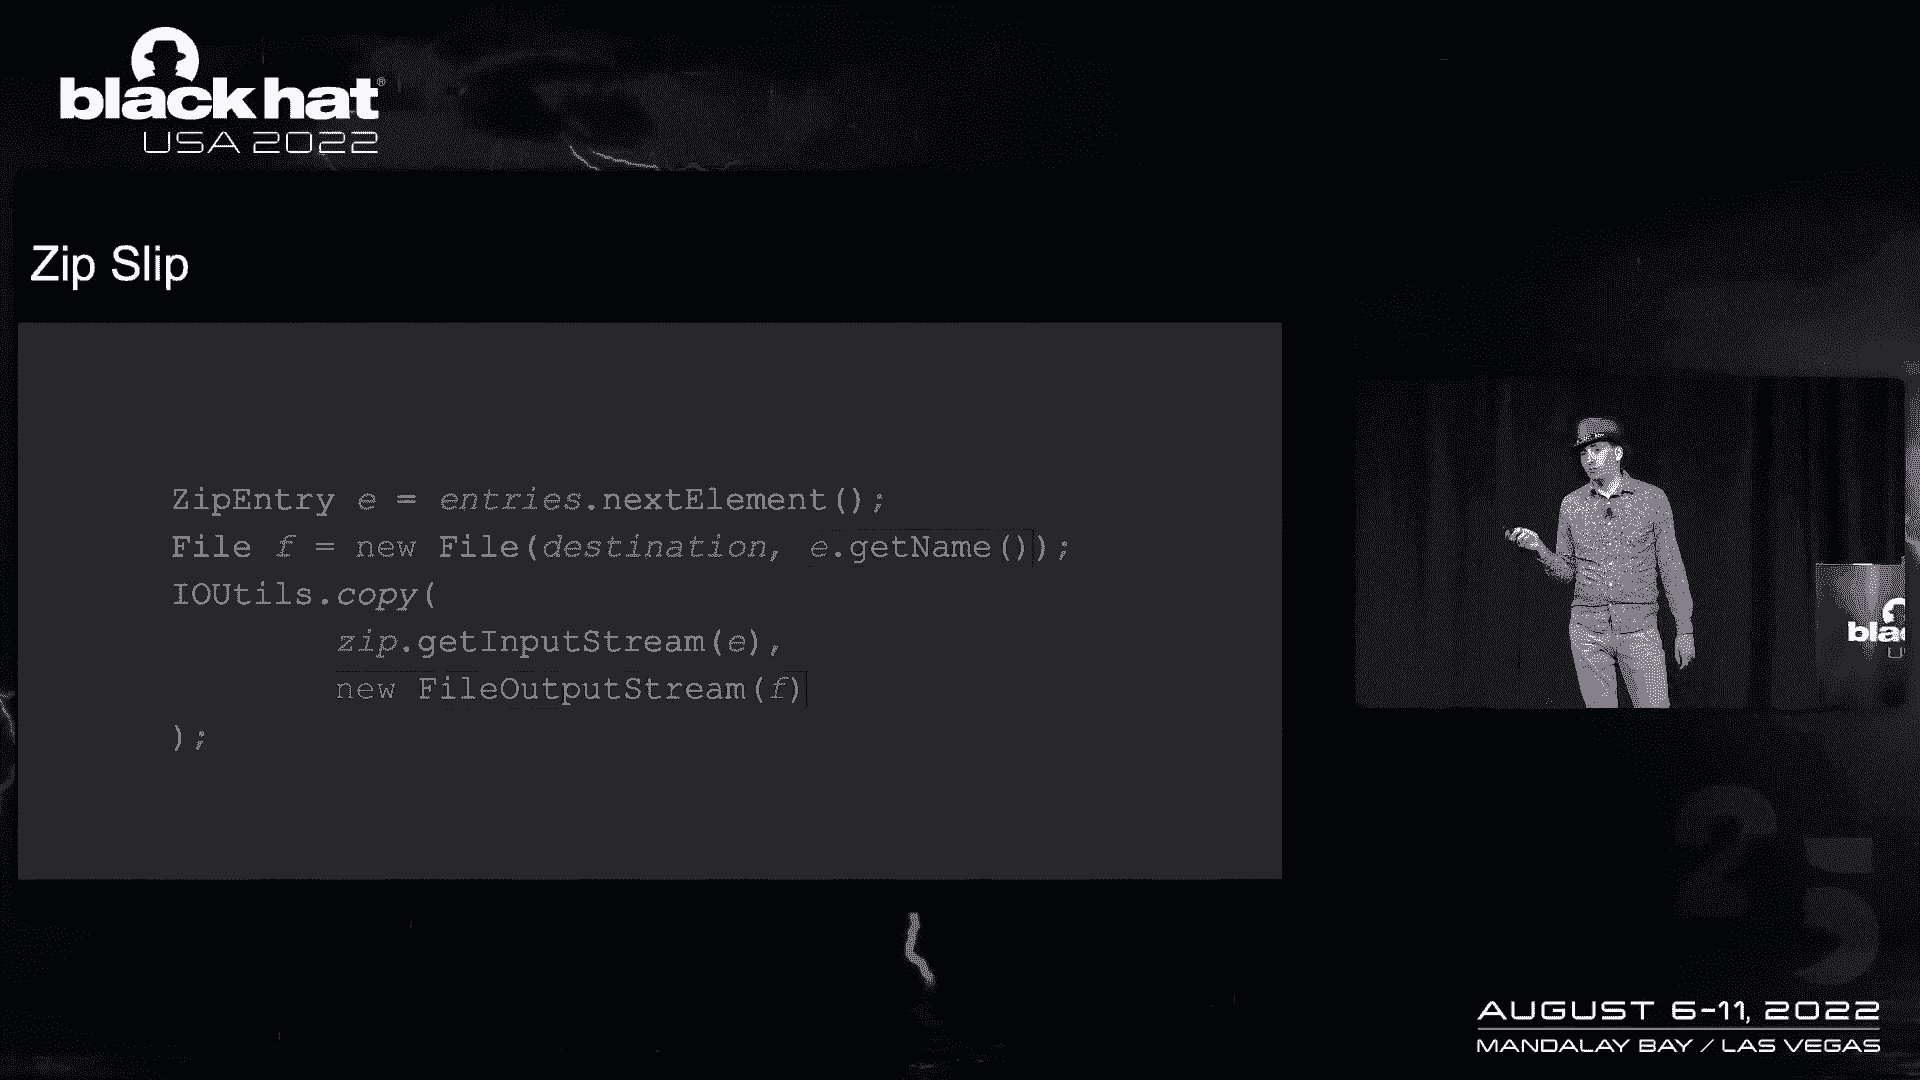 black hat®
USA 2022
Zip Slip
ZipEntry e = entries.nextElement();
File f = new File(destination, e.getName());
IOUtils.copy(
zip.getInputStream(e),
new FileOutputStream(f)
);
25
AUGUST 6-11, 2022
MANDALAY BAY / LAS VEGAS